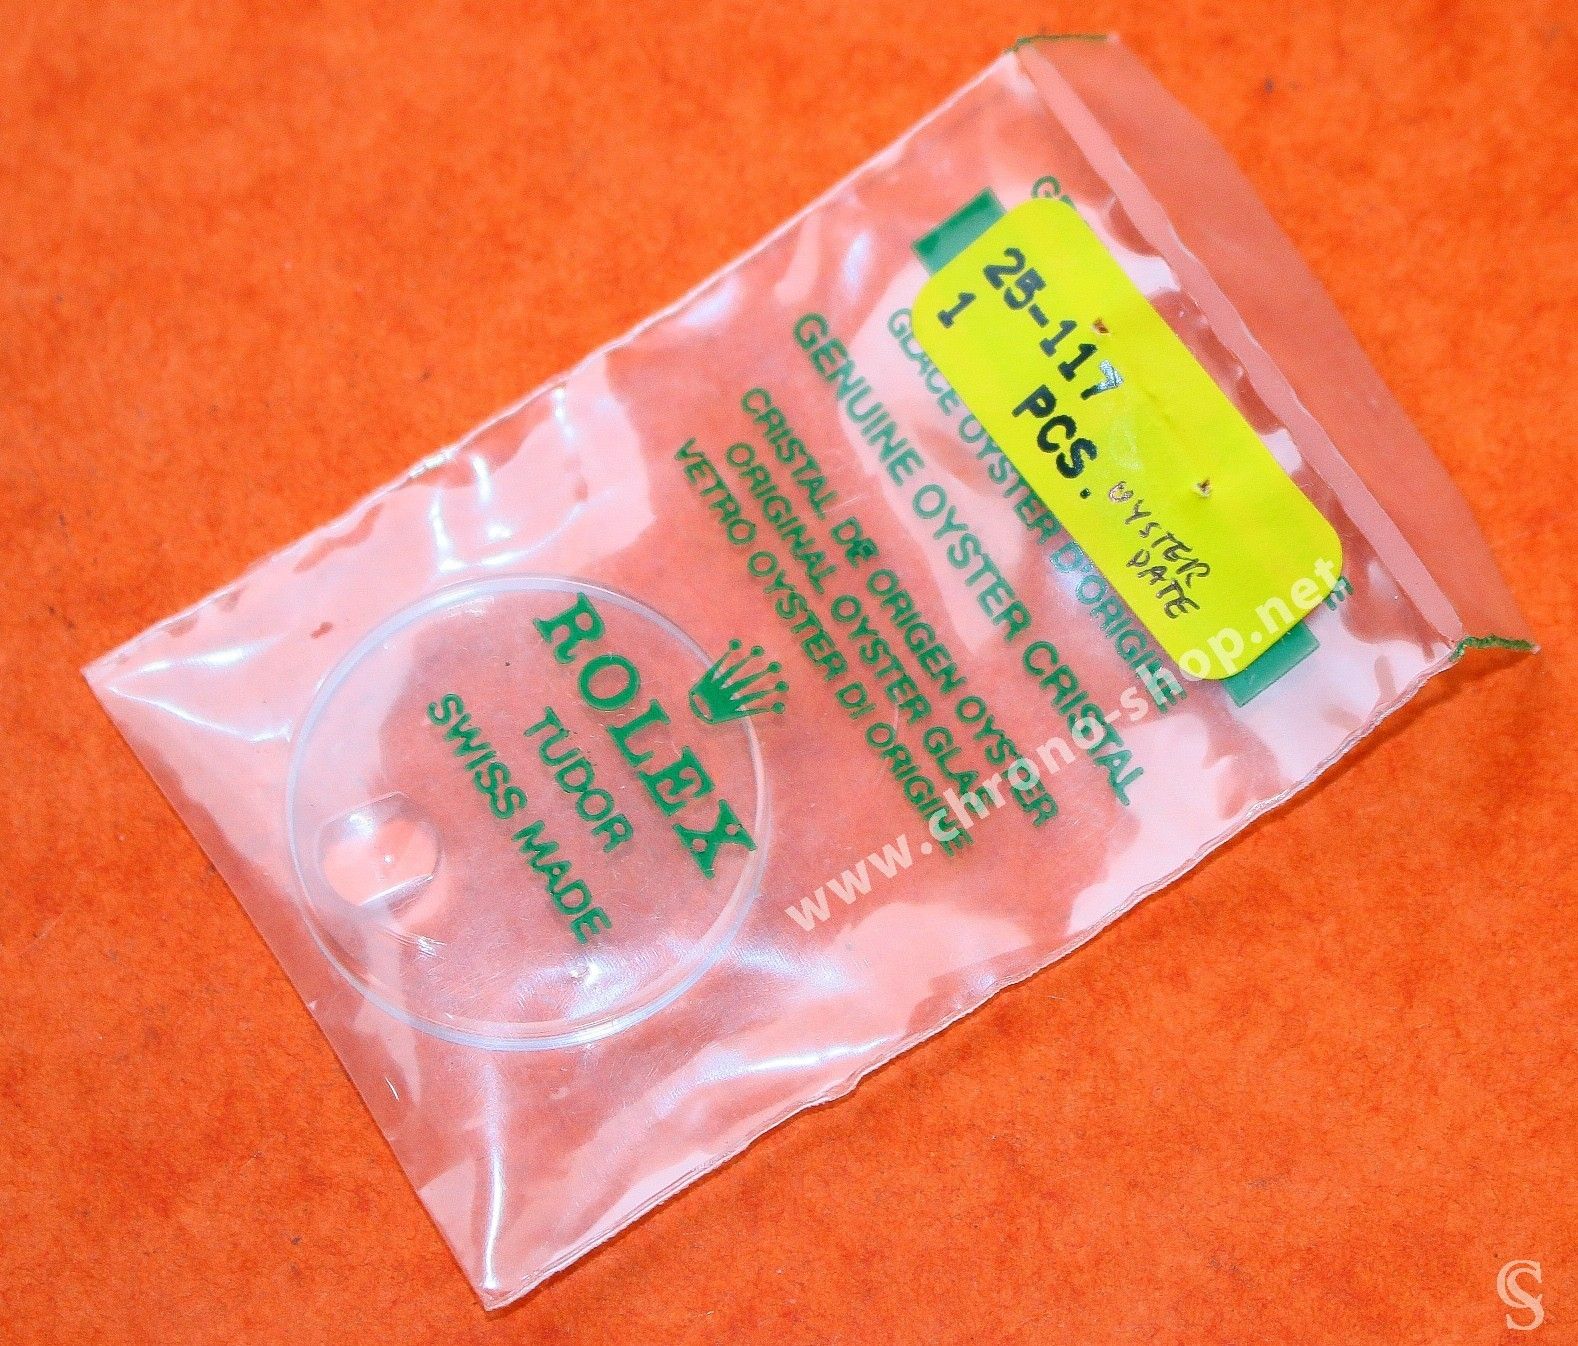 25-117
1 PCS. OYSTER
DATE
GLACE OYSTER D'ORIGINE
GENUINE OYSTER CRISTAL
CRISTAL DE ORIGEN OYSTER
ORIGINAL OYSTER GLAS
VETRO OYSTER DI ORIGINE
ROLEX
TUDOR
SWISS MADE
www.chrono-shop.net